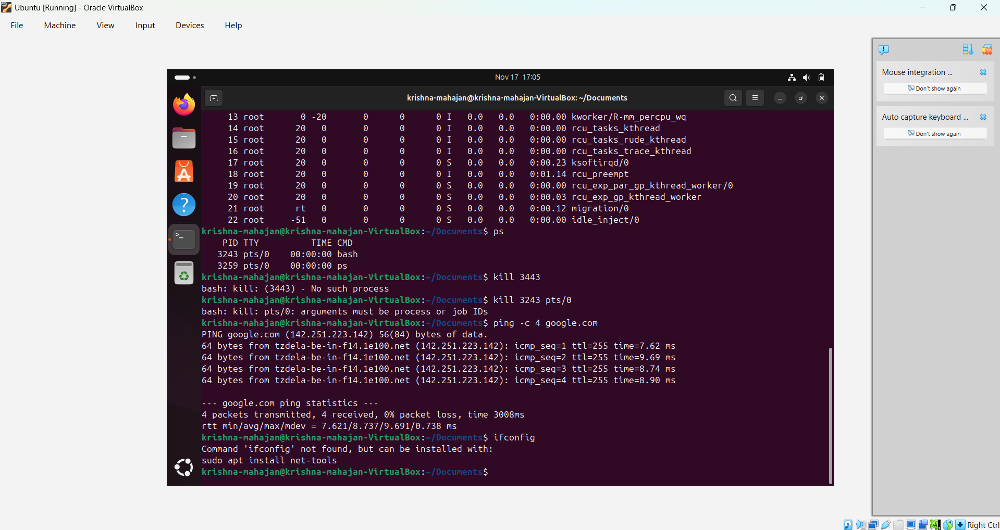 Ubuntu [Running] - Oracle VirtualBox
File Machine View Input Devices Help
Mouse integration ...
Don't show again
Auto capture keyboard ...
Don't show again
Nov 17 17:05
krishna-mahajan@krishna-mahajan-VirtualBox: ~/Documents
13 root 0 -20 0 0 0 I 0.0 0.0 0:00.00 kworker/R-mm_percpu_wq
14 root 20 0 0 0 0 I 0.0 0.0 0:00.00 rcu_tasks_kthread
15 root 20 0 0 0 0 I 0.0 0.0 0:00.00 rcu_tasks_rude_kthread
16 root 20 0 0 0 0 I 0.0 0.0 0:00.00 rcu_tasks_trace_kthread
17 root 20 0 0 0 0 S 0.0 0.0 0:00.23 ksoftirqd/0
18 root 20 0 0 0 0 I 0.0 0.0 0:01.14 rcu_preempt
19 root 20 0 0 0 0 S 0.0 0.0 0:00.00 rcu_exp_par_gp_kthread_worker/0
20 root 20 0 0 0 0 S 0.0 0.0 0:00.03 rcu_exp_gp_kthread_worker
21 root rt 0 0 0 0 S 0.0 0.0 0:00.12 migration/0
22 root -51 0 0 0 0 S 0.0 0.0 0:00.00 idle_inject/0
krishna-mahajan@krishna-mahajan-VirtualBox:~/Documents$ ps
PID TTY TIME CMD
3243 pts/0 00:00:00 bash
3259 pts/0 00:00:00 ps
krishna-mahajan@krishna-mahajan-VirtualBox:~/Documents$ kill 3443
bash: kill: (3443) - No such process
krishna-mahajan@krishna-mahajan-VirtualBox:~/Documents$ kill 3243 pts/0
bash: kill: pts/0: arguments must be process or job IDs
krishna-mahajan@krishna-mahajan-VirtualBox:~/Documents$ ping -c 4 google.com
PING google.com (142.251.223.142) 56(84) bytes of data.
64 bytes from tzdela-be-in-f14.1e100.net (142.251.223.142): icmp_seq=1 ttl=255 time=7.62 ms
64 bytes from tzdela-be-in-f14.1e100.net (142.251.223.142): icmp_seq=2 ttl=255 time=9.69 ms
64 bytes from tzdela-be-in-f14.1e100.net (142.251.223.142): icmp_seq=3 ttl=255 time=8.74 ms
64 bytes from tzdela-be-in-f14.1e100.net (142.251.223.142): icmp_seq=4 ttl=255 time=8.90 ms
--- google.com ping statistics ---
4 packets transmitted, 4 received, 0% packet loss, time 3008ms
rtt min/avg/max/mdev = 7.621/8.737/9.691/0.738 ms
krishna-mahajan@krishna-mahajan-VirtualBox:~/Documents$ ifconfig
Command 'ifconfig' not found, but can be installed with:
sudo apt install net-tools
krishna-mahajan@krishna-mahajan-VirtualBox:~/Documents$
Right Ctrl